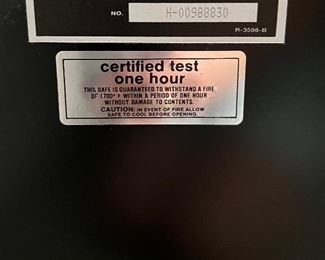 NO. H-00988830
R-3598-B
certified test
one hour
THIS SAFE IS GUARANTEED TO WITHSTAND A FIRE
OF 1700° F WITHIN A PERIOD OF ONE HOUR
WITHOUT DAMAGE TO CONTENTS.
CAUTION: IN EVENT OF FIRE ALLOW
SAFE TO COOL BEFORE OPENING.